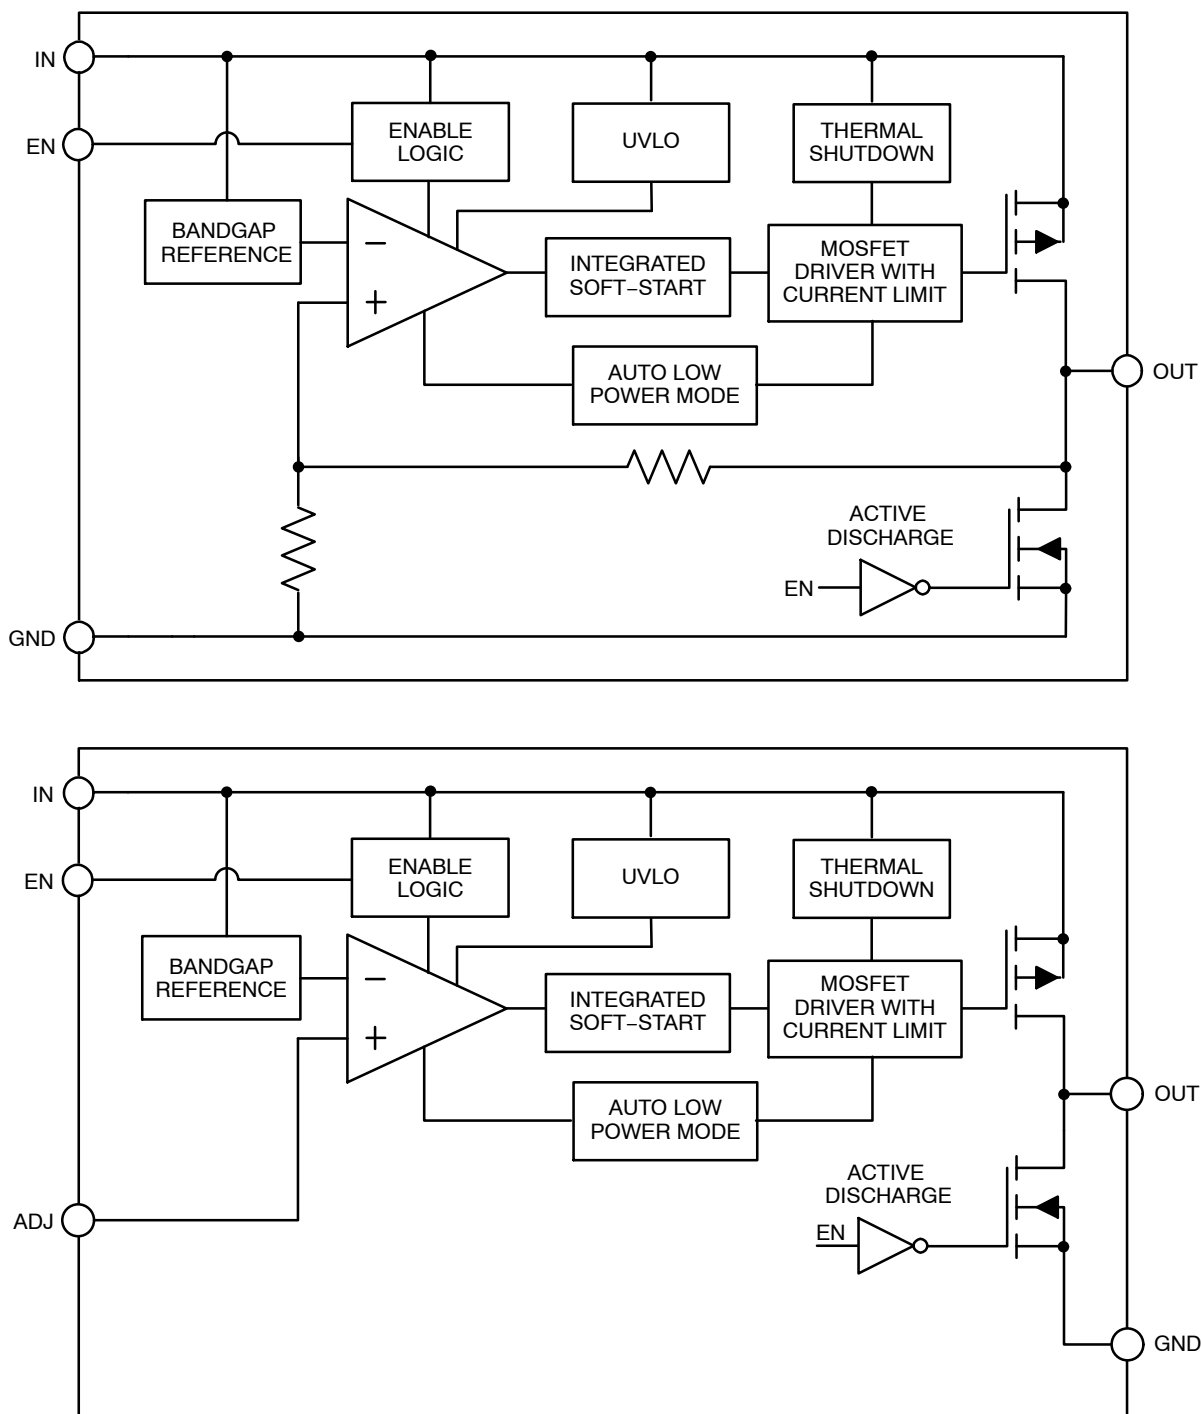 IN
ENABLE
LOGIC
UVLO
THERMAL
SHUTDOWN
EN
BANDGAP
REFERENCE
−
+
INTEGRATED
SOFT−START
MOSFET
DRIVER WITH
CURRENT LIMIT
AUTO LOW
POWER MODE
OUT
ACTIVE
DISCHARGE
EN
GND
IN
ENABLE
LOGIC
UVLO
THERMAL
SHUTDOWN
EN
BANDGAP
REFERENCE
−
+
INTEGRATED
SOFT−START
MOSFET
DRIVER WITH
CURRENT LIMIT
AUTO LOW
POWER MODE
OUT
ACTIVE
DISCHARGE
ADJ
EN
GND